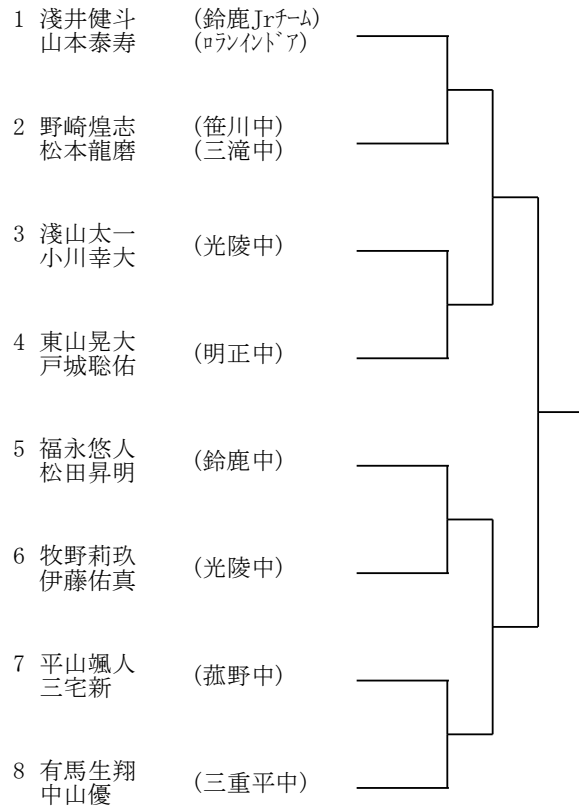 1 淺井健斗 (鈴鹿Jrﾁｰﾑ)
山本泰寿 (ﾛﾗﾝｲﾝﾄﾞｱ)
2 野崎煌志 (笹川中)
松本龍磨 (三滝中)
3 淺山太一
小川幸大 (光陵中)
4 東山晃大
戸城聡佑 (明正中)
5 福永悠人
松田昇明 (鈴鹿中)
6 牧野莉玖
伊藤佑真 (光陵中)
7 平山颯人
三宅新 (菰野中)
8 有馬生翔
中山優 (三重平中)